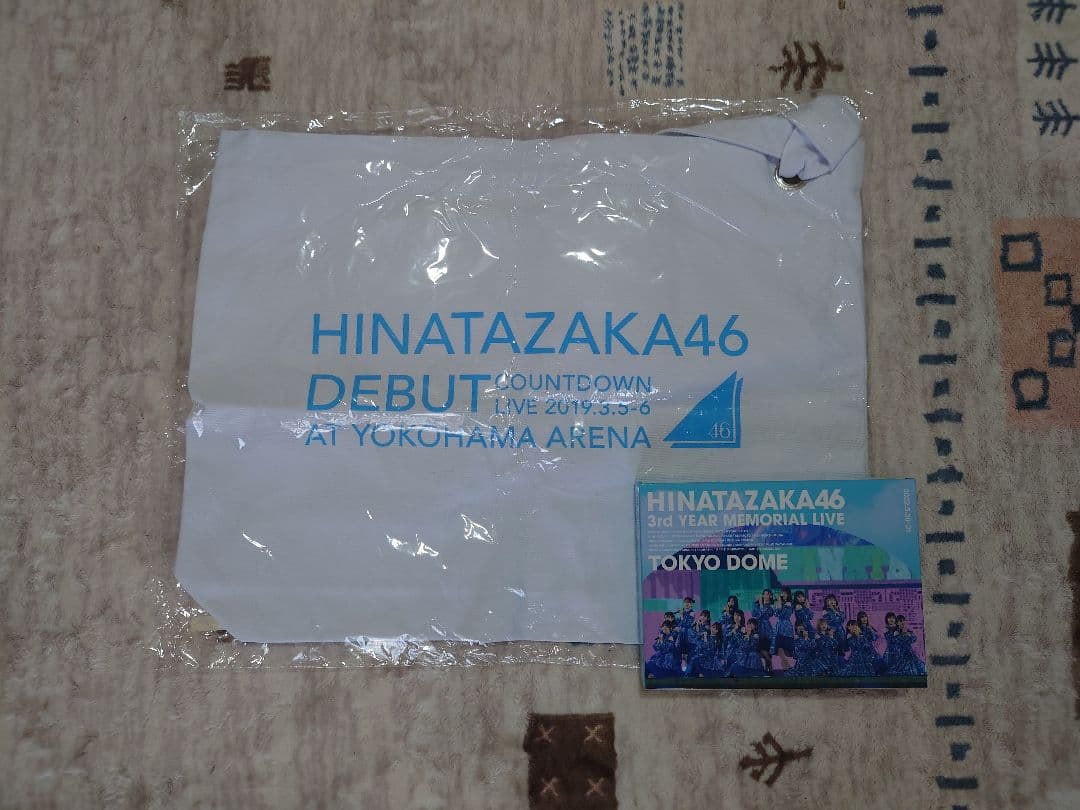 HINATAZAKA46
DEBUT COUNTDOWN
LIVE 2019.3.5-6
AT YOKOHAMA ARENA
46
HINATAZAKA46
3rd YEAR MEMORIAL LIVE
TOKYO DOME